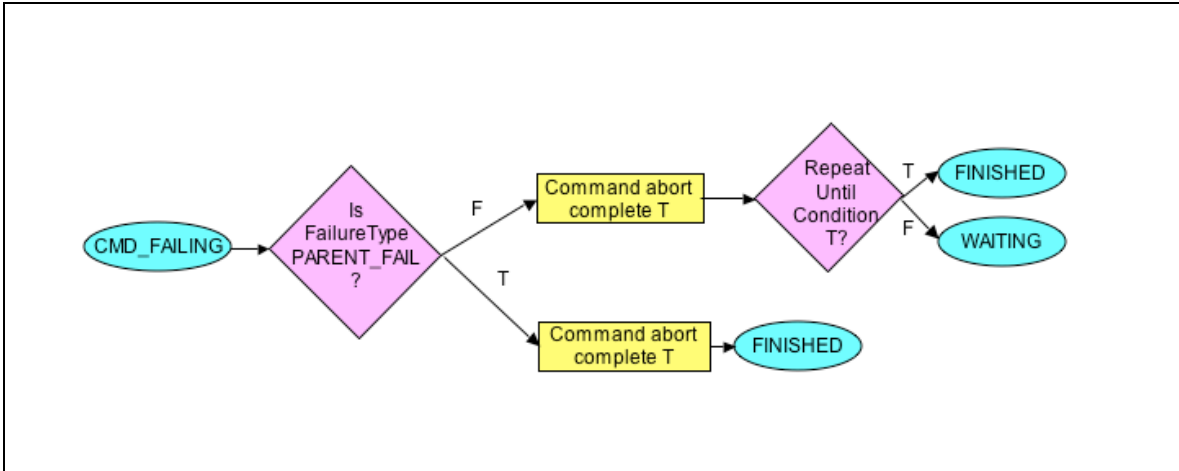 CMD_FAILING
Is
FailureType
PARENT_FAIL
?
F
Command abort
complete T
Repeat
Until
Condition
T?
T
FINISHED
F
WAITING
T
Command abort
complete T
FINISHED